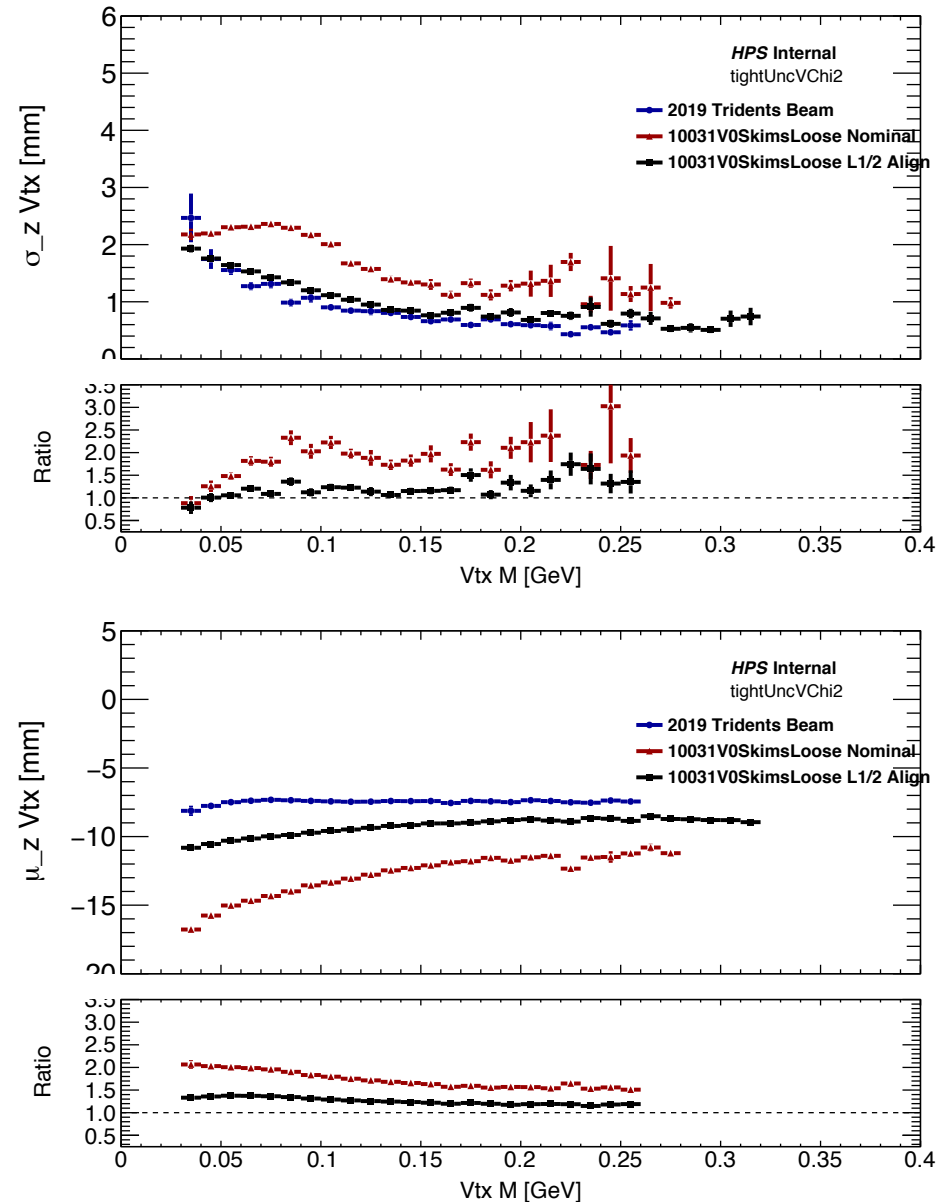 6
5
4
3
2
1
0
σ_z Vtx [mm]
HPS Internal
tightUncVChi2
2019 Tridents Beam
10031V0SkimsLoose Nominal
10031V0SkimsLoose L1/2 Align
3.5
3.0
2.5
2.0
1.5
1.0
0.5
Ratio
0 0.05 0.1 0.15 0.2 0.25 0.3 0.35 0.4
Vtx M [GeV]
5
0
−5
−10
−15
20
μ_z Vtx [mm]
HPS Internal
tightUncVChi2
2019 Tridents Beam
10031V0SkimsLoose Nominal
10031V0SkimsLoose L1/2 Align
3.5
3.0
2.5
2.0
1.5
1.0
0.5
Ratio
0 0.05 0.1 0.15 0.2 0.25 0.3 0.35 0.4
Vtx M [GeV]